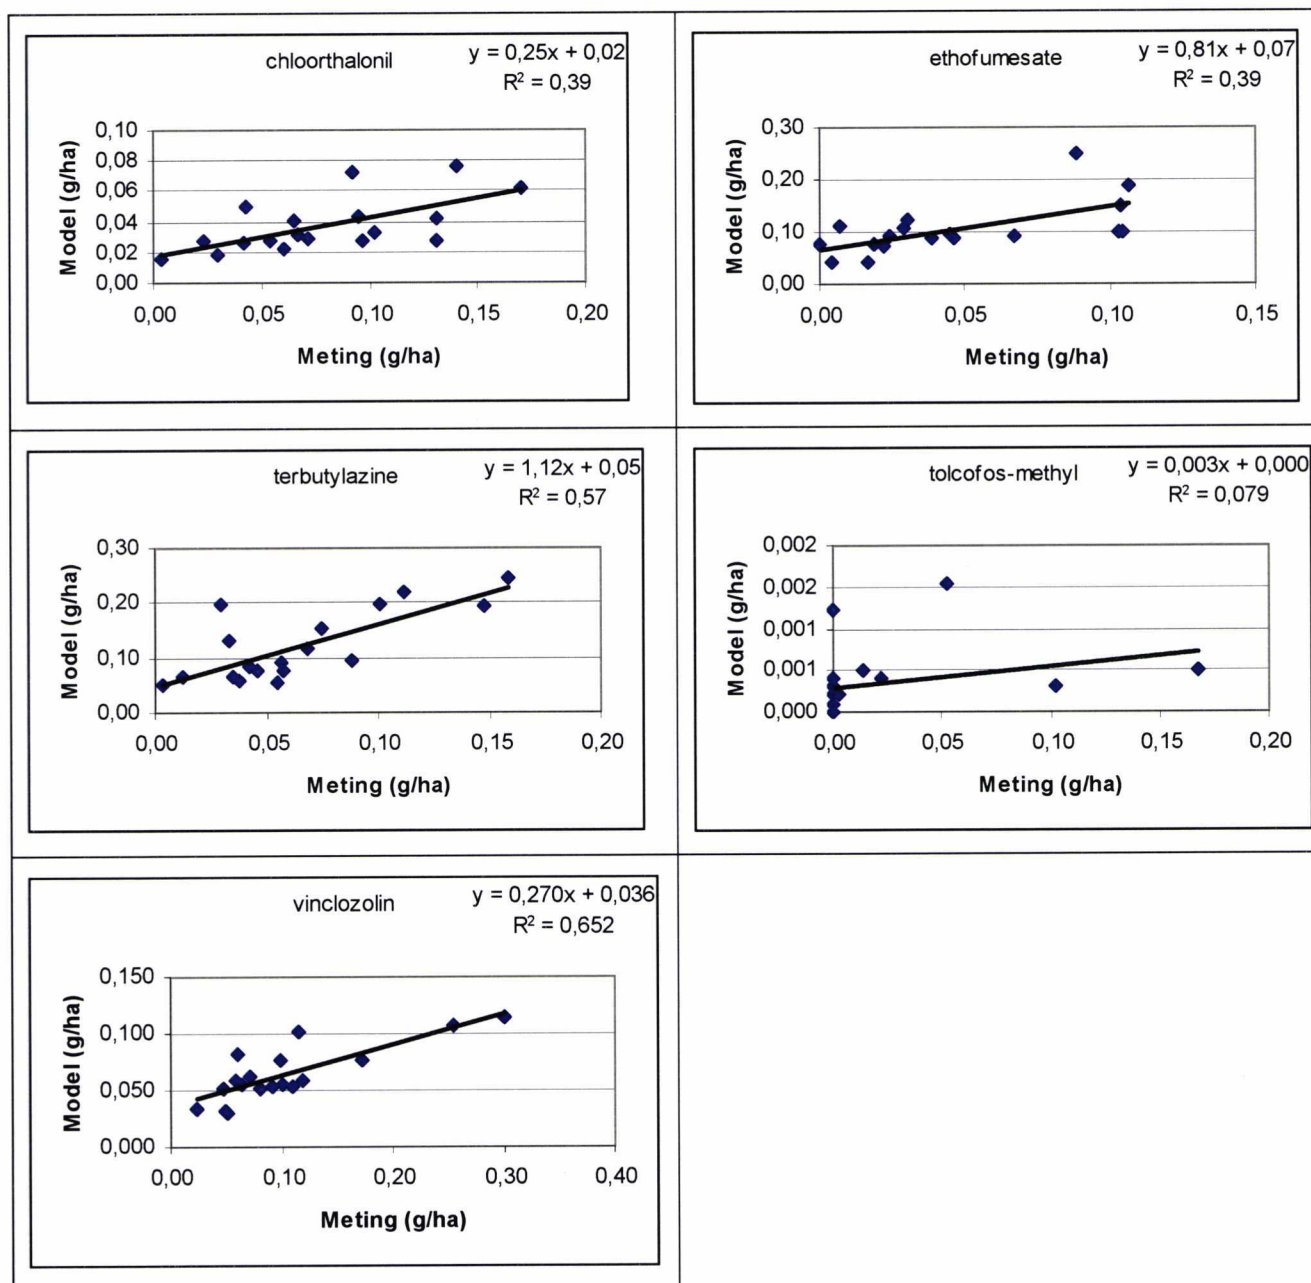 chloorthalonil
y = 0,25x + 0,02
R² = 0,39
Model (g/ha)
0,10
0,08
0,06
0,04
0,02
0,00
0,00 0,05 0,10 0,15 0,20
Meting (g/ha)
ethofumesate
y = 0,81x + 0,07
R² = 0,39
Model (g/ha)
0,30
0,20
0,10
0,00
0,00 0,05 0,10 0,15
Meting (g/ha)
terbutylazine
y = 1,12x + 0,05
R² = 0,57
Model (g/ha)
0,30
0,20
0,10
0,00
0,00 0,05 0,10 0,15 0,20
Meting (g/ha)
tolcofos-methyl
y = 0,003x + 0,000
R² = 0,079
Model (g/ha)
0,002
0,002
0,001
0,001
0,000
0,00 0,05 0,10 0,15 0,20
Meting (g/ha)
vinclozolin
y = 0,270x + 0,036
R² = 0,652
Model (g/ha)
0,150
0,100
0,050
0,000
0,00 0,10 0,20 0,30 0,40
Meting (g/ha)